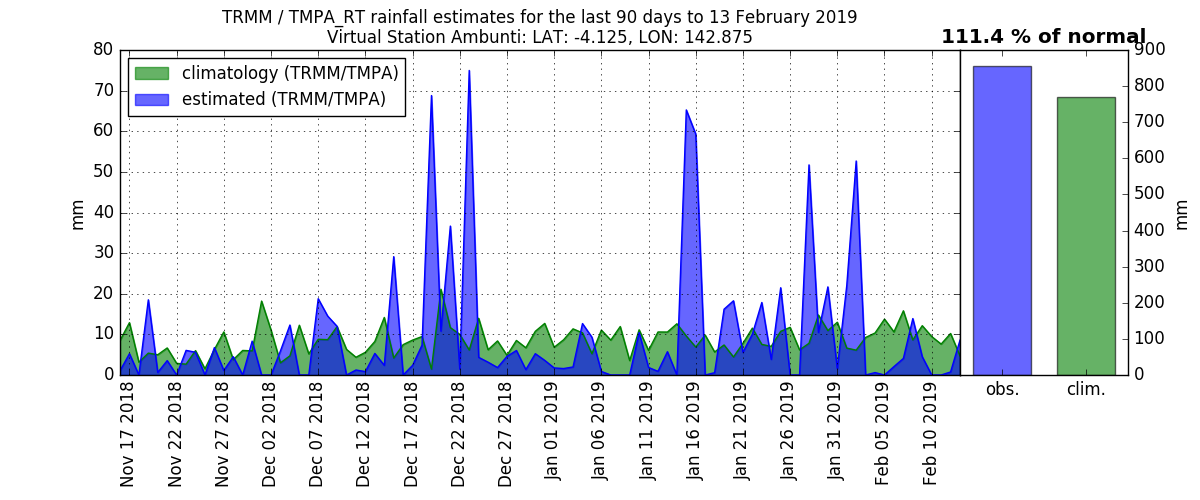 TRMM / TMPA_RT rainfall estimates for the last 90 days to 13 February 2019
Virtual Station Ambunti: LAT: -4.125, LON: 142.875
111.4 % of normal
climatology (TRMM/TMPA)
estimated (TRMM/TMPA)
mm
80
70
60
50
40
30
20
10
0
Nov 17 2018
Nov 22 2018
Nov 27 2018
Dec 02 2018
Dec 07 2018
Dec 12 2018
Dec 17 2018
Dec 22 2018
Dec 27 2018
Jan 01 2019
Jan 06 2019
Jan 11 2019
Jan 16 2019
Jan 21 2019
Jan 26 2019
Jan 31 2019
Feb 05 2019
Feb 10 2019
900
800
700
600
500
400
300
200
100
0
mm
obs.
clim.